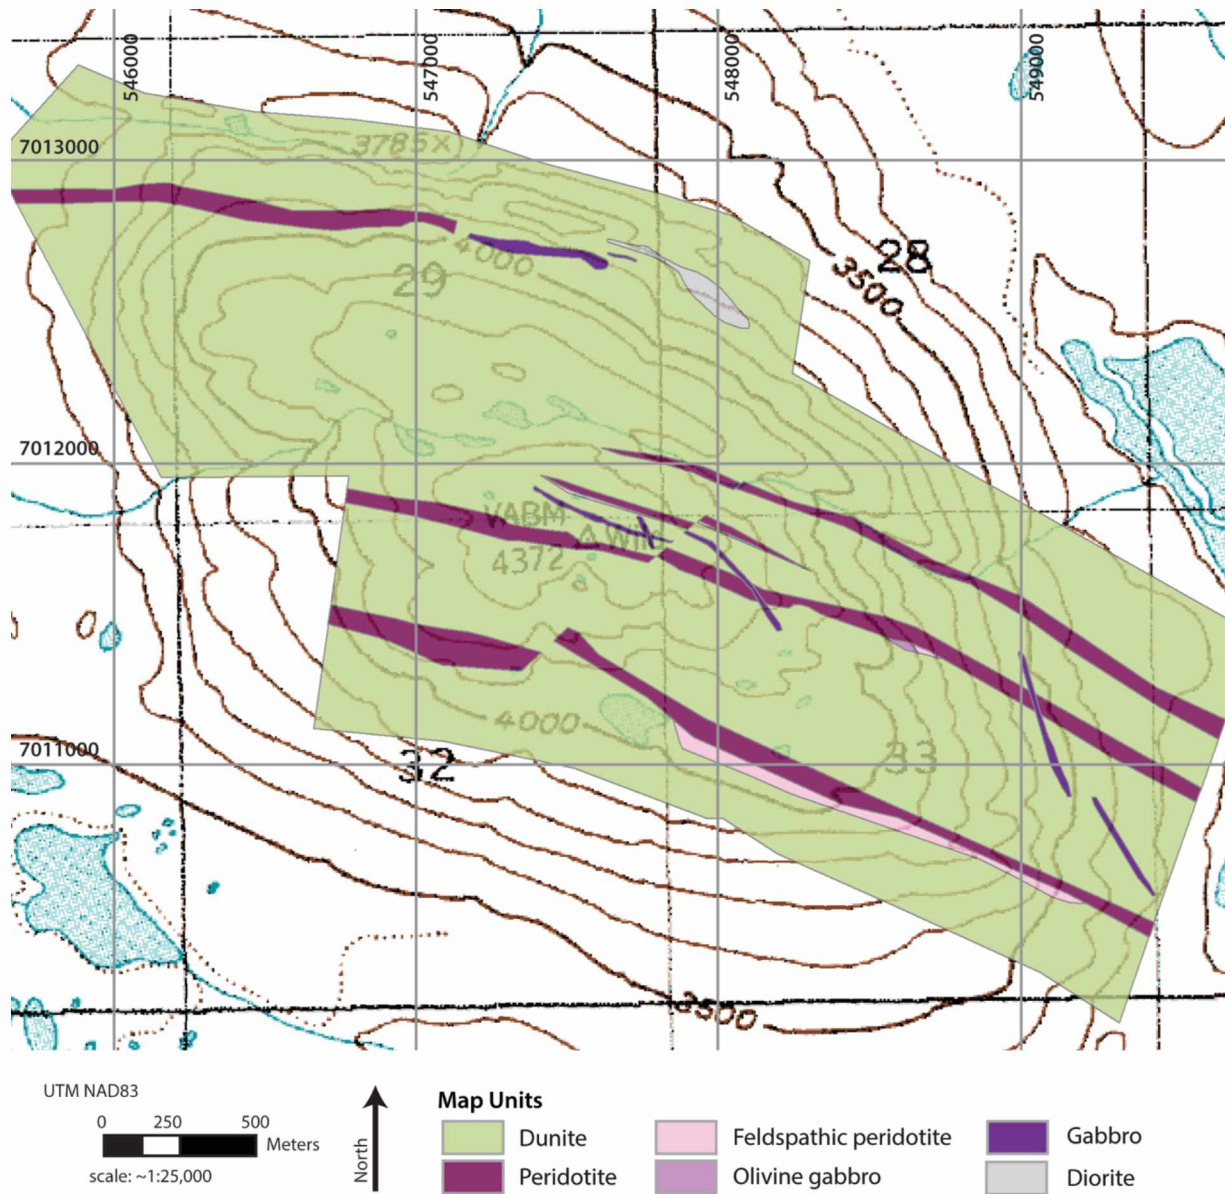 546000
547000
548000
549000
7013000
3785X
4000
29
28
3500
7012000
VABM
Wild
4372
4000
7011000
32
33
3500
UTM NAD83
0 250 500
Meters
scale: ~1:25,000
North
Map Units
Dunite
Feldspathic peridotite
Gabbro
Peridotite
Olivine gabbro
Diorite